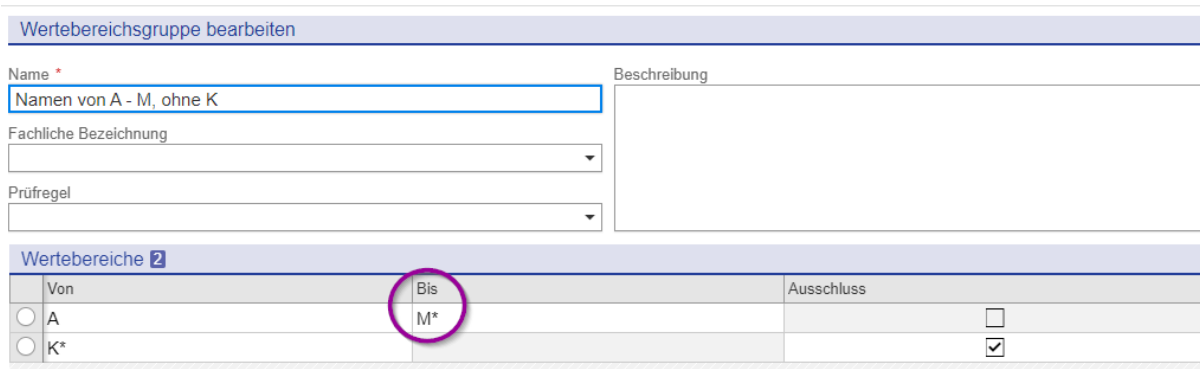 Wertebereichsgruppe bearbeiten
Name *
Namen von A - M, ohne K
Fachliche Bezeichnung
Prüfregel
Beschreibung
Wertebereiche 2
Von Bis Ausschluss
A M*
K*